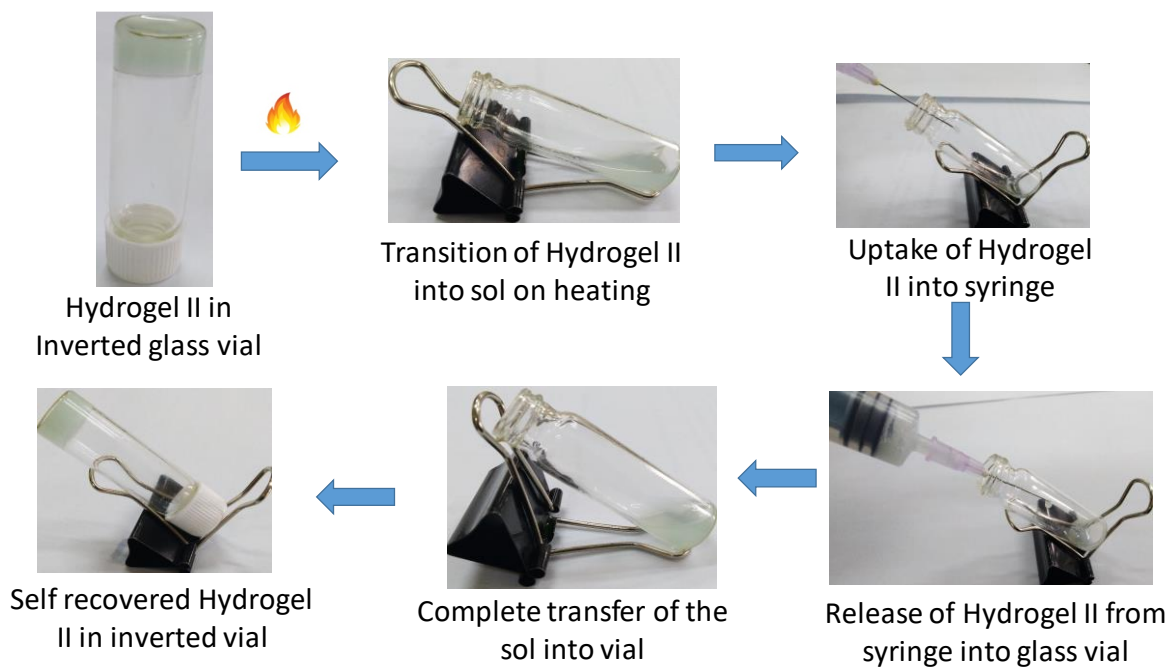 Hydrogel II in
Inverted glass vial
Transition of Hydrogel II
into sol on heating
Uptake of Hydrogel
II into syringe
Release of Hydrogel II from
syringe into glass vial
Complete transfer of the
sol into vial
Self recovered Hydrogel
II in inverted vial